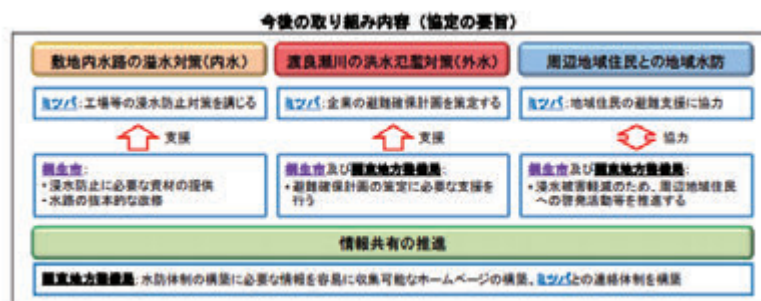 今後の取り組み内容（協定の要旨）
敷地内水路の溢水対策(内水)
渡良瀬川の洪水氾濫対策(外水)
周辺地域住民との地域水防
ミツバ:工場等の浸水防止対策を講じる
ミツバ:企業の避難確保計画を策定する
ミツバ:地域住民の避難支援に協力
支援
支援
協力
桐生市:
・浸水防止に必要な資材の提供
・水路の抜本的な改修
桐生市及び関東地方整備局:
・避難確保計画の策定に必要な支援を
行う
桐生市及び関東地方整備局:
・浸水被害軽減のため、周辺地域住民
への啓発活動等を推進する
情報共有の推進
関東地方整備局:水防体制の構築に必要な情報を容易に収集可能なホームページの構築、ミツバとの連絡体制を構築